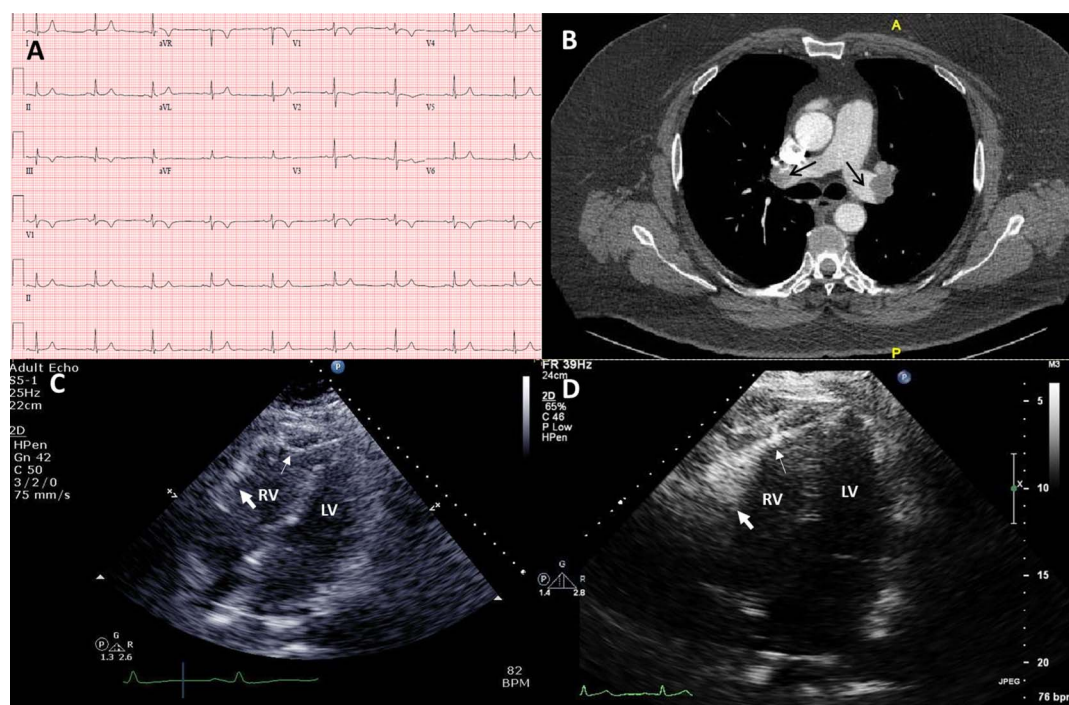 A
I aVR V1 V4
II aVL V2 V5
III aVF V3 V6
V1
II
B
A
P
Adult Echo
S5-1
25Hz
22cm
2D
HPen
Gn 42
C 50
3/2/0
75 mm/s
C
P
x
x
RV
LV
G
P R
1.3 2.6
82
BPM
FR 39Hz
24cm
2D
65%
C 46
P Low
HPen
D
P
M3
5
10
15
20
x
RV
LV
G
P R
1.4 2.8
JPEG
76 bpm